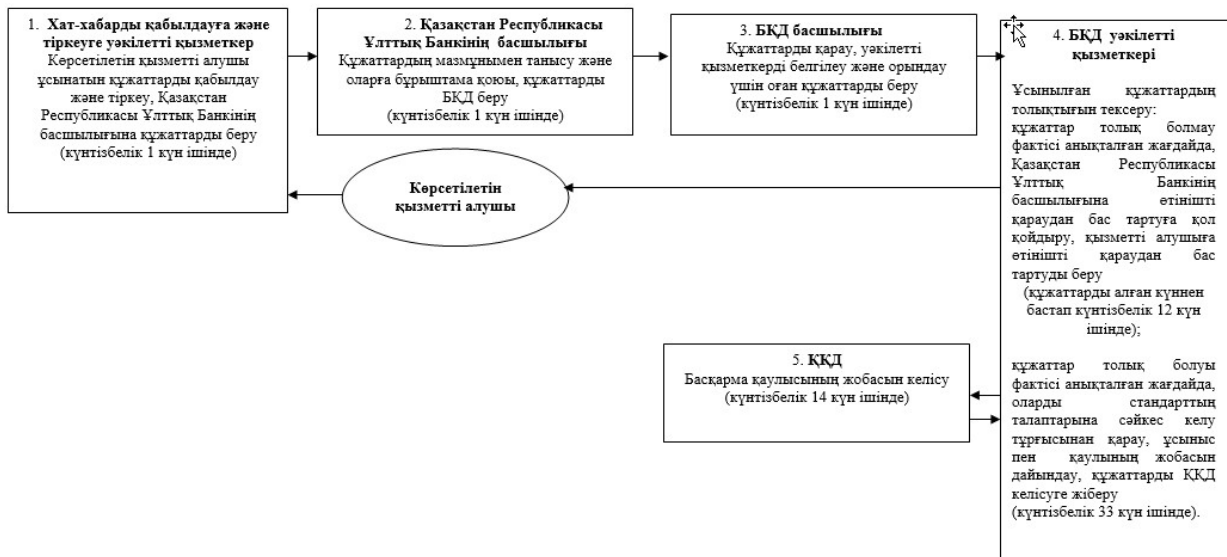 1. Хат-хабарды қабылдауға және
тіркеуге уәкілетті қызметкер
Көрсетілетін қызметті алушы
ұсынатын құжаттарды қабылдау
және тіркеу, Қазақстан
Республикасы Ұлттық Банкінің
басшылығына құжаттарды беру
(күнтізбелік 1 күн ішінде)
2. Қазақстан Республикасы
Ұлттық Банкінің басшылығы
Құжаттардың мазмұнымен танысу және
оларға бұрыштама қоюы, құжаттарды
БҚД беру
(күнтізбелік 1 күн ішінде)
3. БҚД басшылығы
Құжаттарды қарау, уәкілетті
қызметкерді белгілеу және орындау
үшін оған құжаттарды беру
(күнтізбелік 1 күн ішінде)
4. БҚД уәкілетті
қызметкері
Ұсынылған құжаттардың
толықтығын тексеру:
құжаттар толық болмау
фактісі анықталған жағдайда,
Қазақстан Республикасы
Ұлттық Банкінің
басшылығына өтінішті
қараудан бас тартуға қол
қойдыру, қызметті алушыға
өтінішті қараудан бас
тартуды беру
(құжаттарды алған күннен
бастап күнтізбелік 12 күн
ішінде);
құжаттар толық болуы
фактісі анықталған жағдайда,
оларды стандарттың
талаптарына сәйкес келу
тұрғысынан қарау, ұсыныс
пен қаулының жобасын
дайындау, құжаттарды ҚҚД
келісуге жіберу
(күнтізбелік 33 күн ішінде).
Көрсетілетін
қызметті алушы
5. ҚҚД
Басқарма қаулысының жобасын келісу
(күнтізбелік 14 күн ішінде)